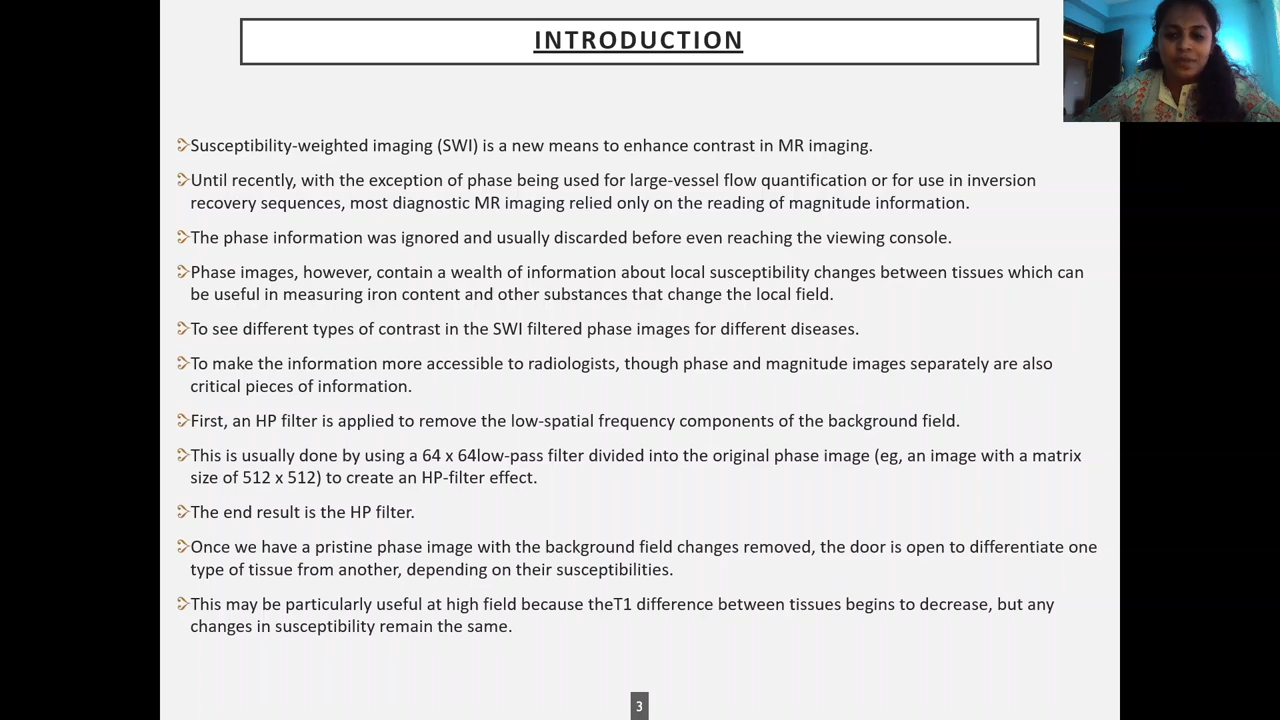 INTRODUCTION
Susceptibility-weighted imaging (SWI) is a new means to enhance contrast in MR imaging.
Until recently, with the exception of phase being used for large-vessel flow quantification or for use in inversion
recovery sequences, most diagnostic MR imaging relied only on the reading of magnitude information.
The phase information was ignored and usually discarded before even reaching the viewing console.
Phase images, however, contain a wealth of information about local susceptibility changes between tissues which can
be useful in measuring iron content and other substances that change the local field.
To see different types of contrast in the SWI filtered phase images for different diseases.
To make the information more accessible to radiologists, though phase and magnitude images separately are also
critical pieces of information.
First, an HP filter is applied to remove the low-spatial frequency components of the background field.
This is usually done by using a 64 x 64low-pass filter divided into the original phase image (eg, an image with a matrix
size of 512 x 512) to create an HP-filter effect.
The end result is the HP filter.
Once we have a pristine phase image with the background field changes removed, the door is open to differentiate one
type of tissue from another, depending on their susceptibilities.
This may be particularly useful at high field because theT1 difference between tissues begins to decrease, but any
changes in susceptibility remain the same.
3